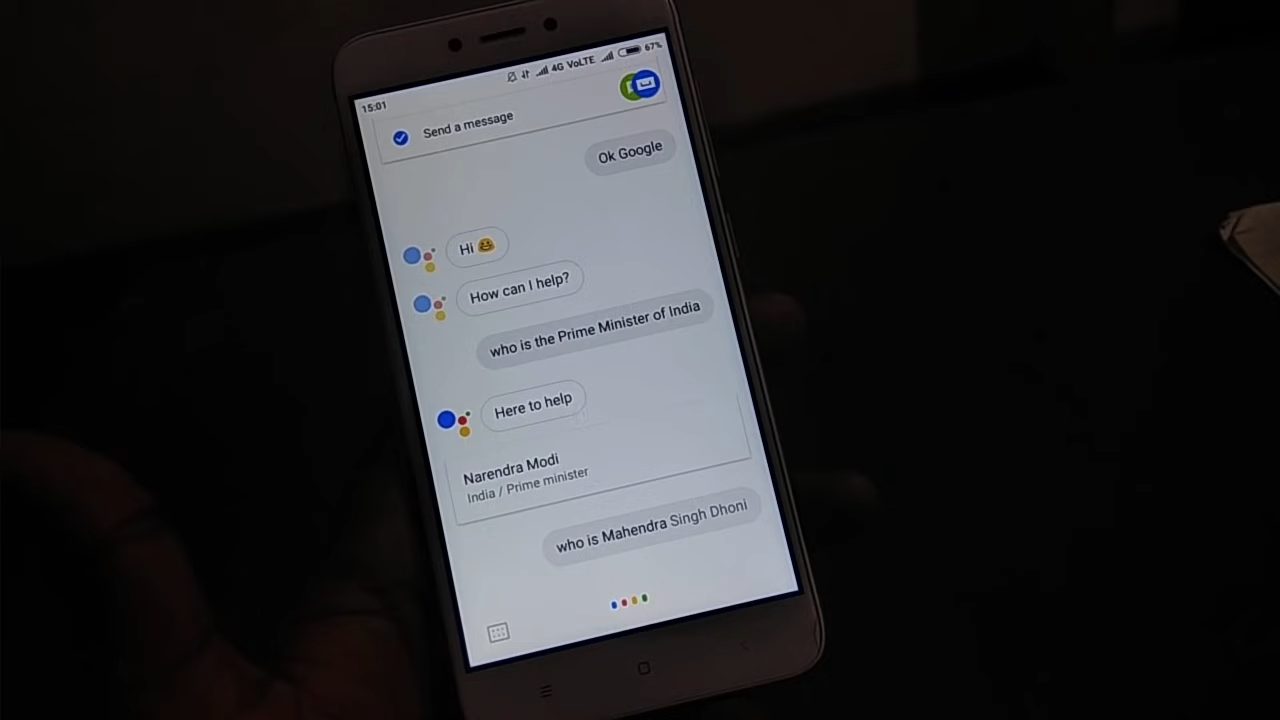 15:01 4G VoLTE 67%
Send a message
Ok Google
Hi
How can I help?
who is the Prime Minister of India
Here to help
Narendra Modi
India / Prime minister
who is Mahendra Singh Dhoni